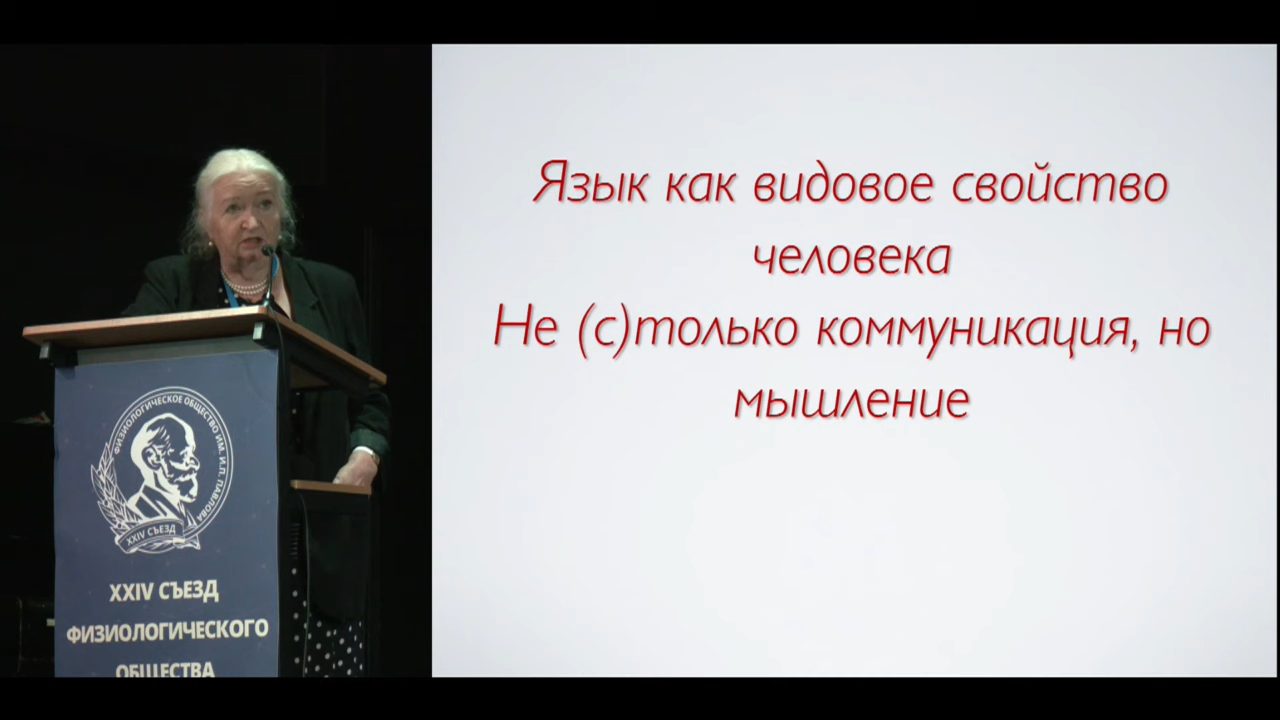 Язык как видовое свойство
человека
Не (с)только коммуникация, но
мышление
ФИЗИОЛОГИЧЕСКОЕ ОБЩЕСТВО ИМ. И.П. ПАВЛОВА
XXIV СЪЕЗД
XXIV СЪЕЗД
ФИЗИОЛОГИЧЕСКОГО
ОБЩЕСТВА